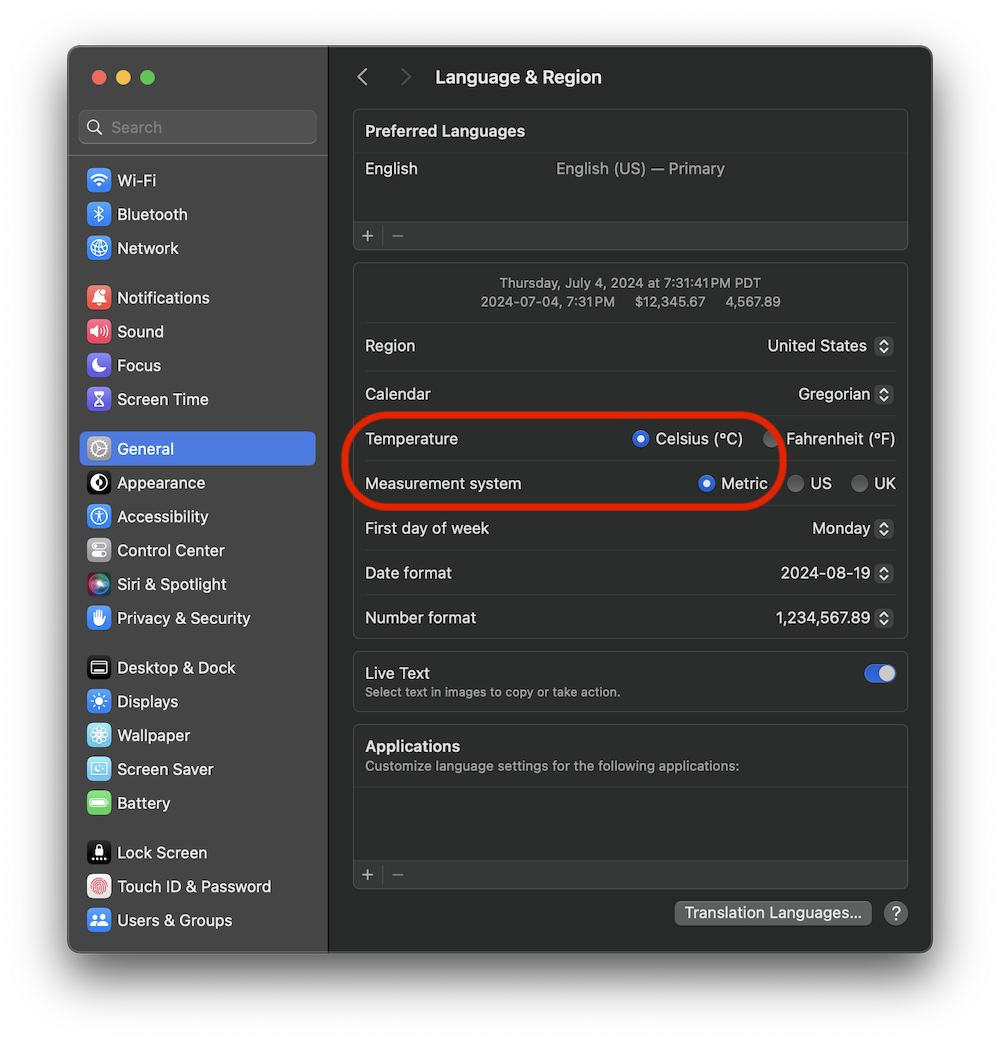 Search
Wi-Fi
Bluetooth
Network
Notifications
Sound
Focus
Screen Time
General
Appearance
Accessibility
Control Center
Siri & Spotlight
Privacy & Security
Desktop & Dock
Displays
Wallpaper
Screen Saver
Battery
Lock Screen
Touch ID & Password
Users & Groups
Language & Region
Preferred Languages
English English (US) — Primary
+ −
Thursday, July 4, 2024 at 7:31:41 PM PDT
2024-07-04, 7:31 PM $12,345.67 4,567.89
Region United States
Calendar Gregorian
Temperature Celsius (°C) Fahrenheit (°F)
Measurement system Metric US UK
First day of week Monday
Date format 2024-08-19
Number format 1,234,567.89
Live Text
Select text in images to copy or take action.
Applications
Customize language settings for the following applications:
+ −
Translation Languages... ?